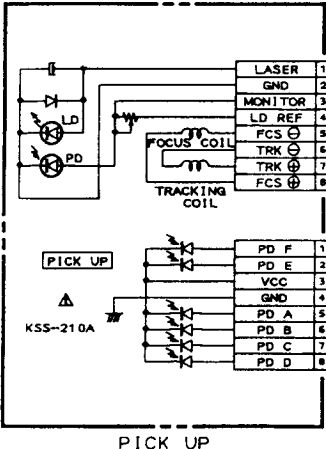 LASER 1
GND 2
MONITOR 3
LD REF 4
FCS ⊖ 5
TRK ⊖ 6
TRK ⊕ 7
FCS ⊕ 8
LD
PD
FOCUS COIL
TRACKING
COIL
PICK UP
KSS-210A
PD F 1
PD E 2
VCC 3
GND 4
PD A 5
PD B 6
PD C 7
PD D 8
PICK UP